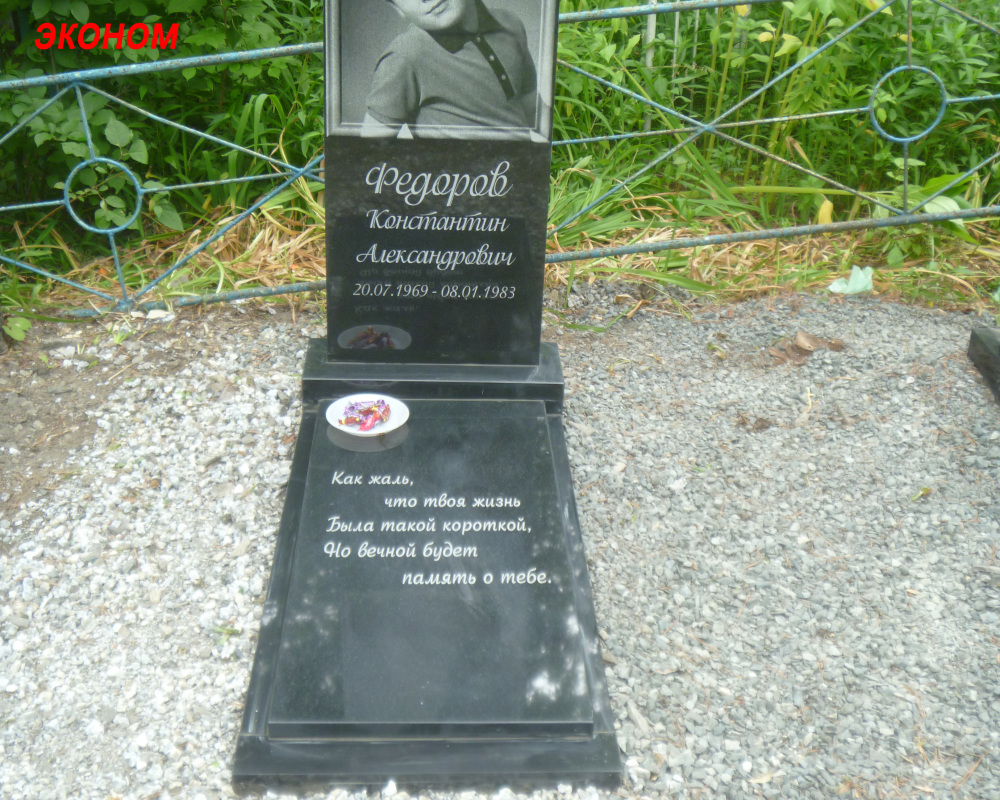 ЭКОНОМ
Федоров
Константин
Александрович
20.07.1969 - 08.01.1983
Как жаль,
что твоя жизнь
Была такой короткой,
Но вечной будет
память о тебе.